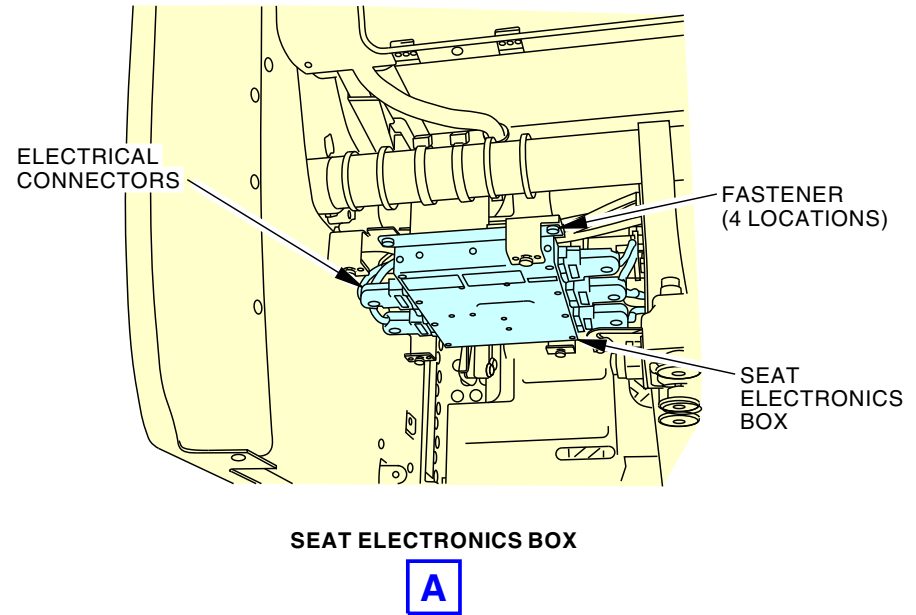 ELECTRICAL
CONNECTORS
FASTENER
(4 LOCATIONS)
SEAT
ELECTRONICS
BOX
SEAT ELECTRONICS BOX
A